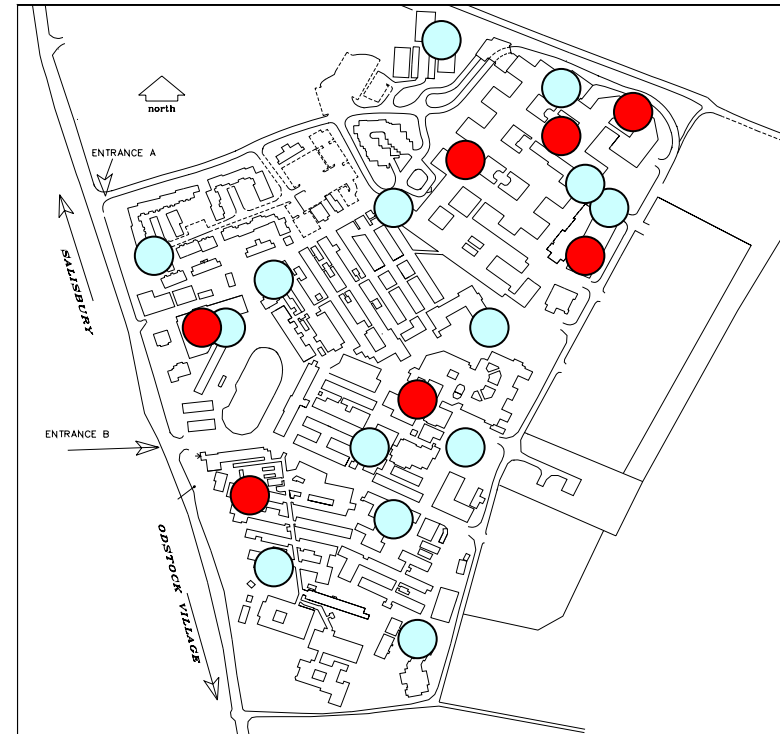 north
ENTRANCE A
SALISBURY
ENTRANCE B
ODSTOCK VILLAGE